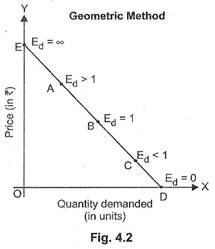 Geometric Method
Y
E
Ed = ∞
A
Ed > 1
B
Ed = 1
C
Ed < 1
Ed = 0
O
D
X
Price (in ₹)
Quantity demanded
(in units)
Fig. 4.2